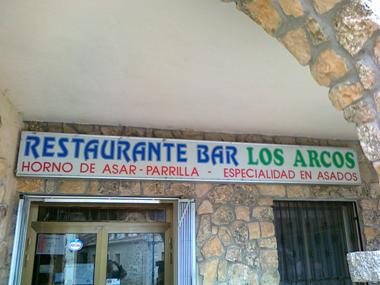 RESTAURANTE BAR LOS ARCOS
HORNO DE ASAR - PARRILLA - ESPECIALIDAD EN ASADOS